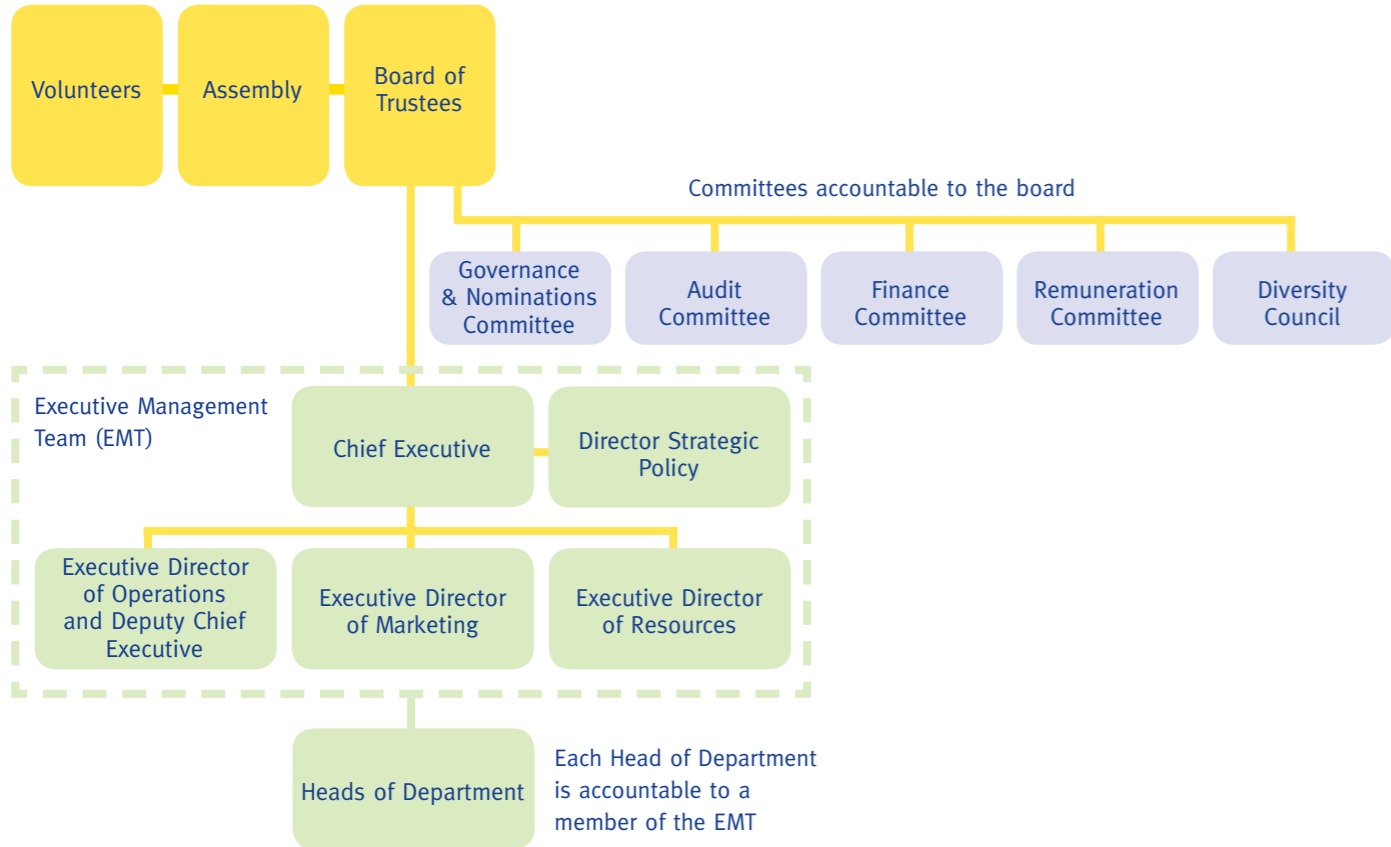 Volunteers
Assembly
Board of
Trustees
Committees accountable to the board
Governance
& Nominations
Committee
Audit
Committee
Finance
Committee
Remuneration
Committee
Diversity
Council
Executive Management
Team (EMT)
Chief Executive
Director Strategic
Policy
Executive Director
of Operations
and Deputy Chief
Executive
Executive Director
of Marketing
Executive Director
of Resources
Heads of Department
Each Head of Department
is accountable to a
member of the EMT